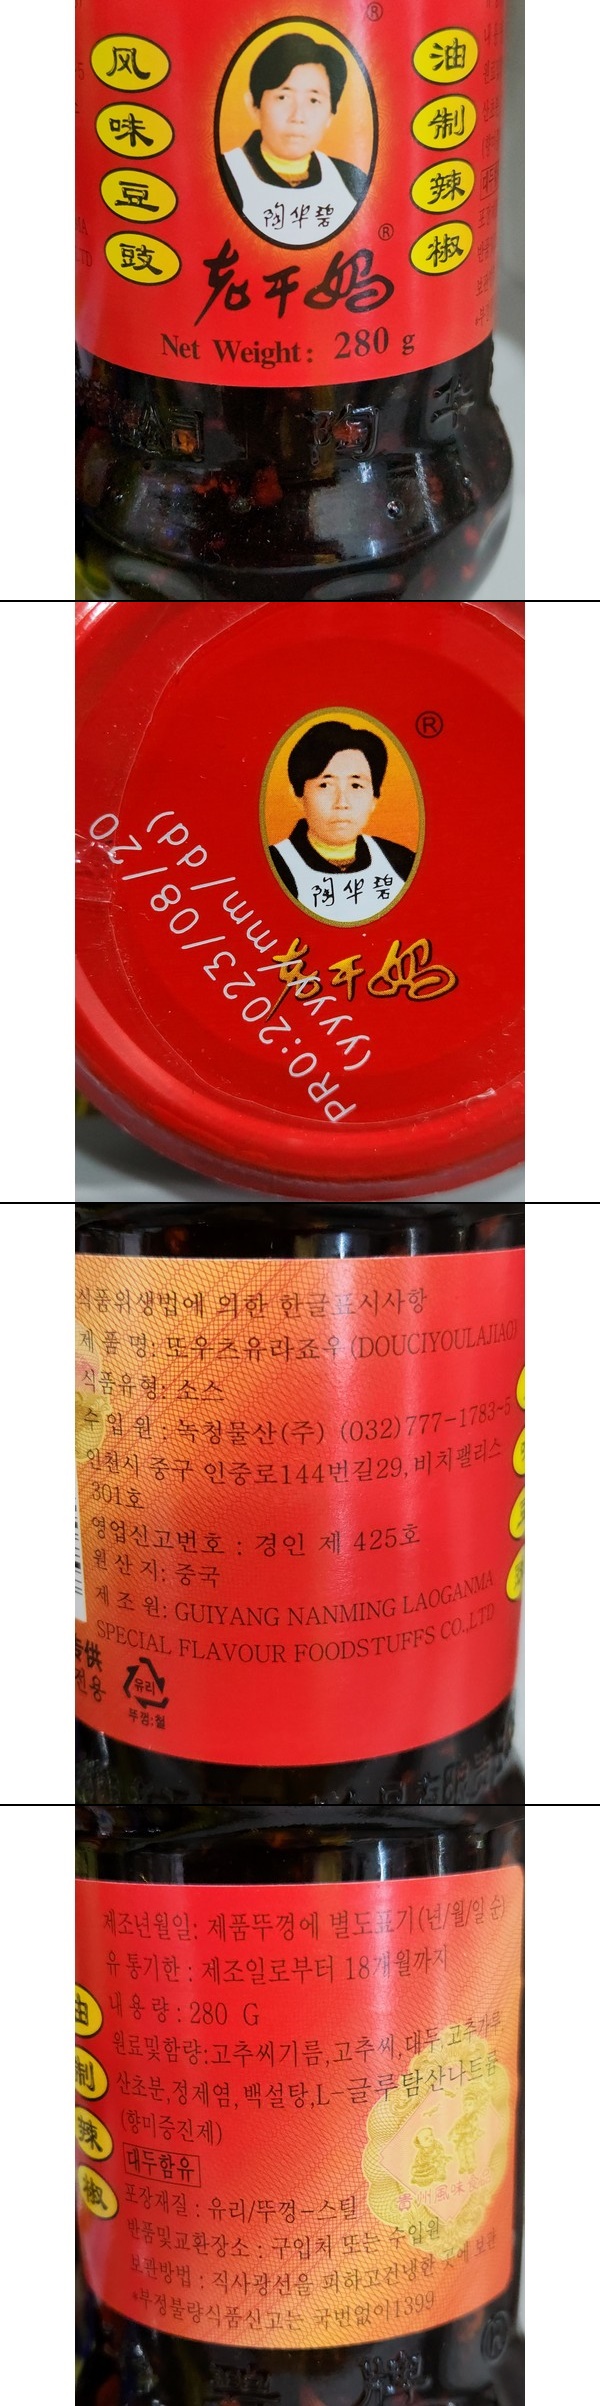 风味豆豉
油制辣椒
®
陶华碧
®
老干妈
Net Weight: 280 g
陶 华
®
陶华碧
老干妈
PRO:2023/08/20
(yyyy/mm/dd)
식품위생법에 의한 한글표시사항
제 품 명: 또우츠유라죠우(DOUCIYOULAJIAO)
식품유형: 소스
수 입 원 : 녹청물산(주) (032)777-1783~5
인천시 중구 인중로144번길29, 비치팰리스
301호
영업신고번호 : 경인 제 425호
원 산 지: 중국
제 조 원: GUIYANG NANMING LAOGANMA
SPECIAL FLAVOUR FOODSTUFFS CO.,LTD
专供
전용
유리
뚜껑:철
油制辣椒
제조년월일: 제품뚜껑에 별도표기(년/월/일 순)
유 통기한 : 제조일로부터 18개월까지
내 용 량 : 280 G
원료및함량:고추씨기름,고추씨,대두,고추가루,
산초분,정제염, 백설탕,L-글루탐산나트륨
(향미증진제)
대두함유
포장재질 : 유리/뚜껑-스틸
반품및교환장소 : 구입처 또는 수입원
보관방법 : 직사광선을 피하고건냉한 곳에 보관
*부정불량식품신고는 국번없이1399
贵州風味食品